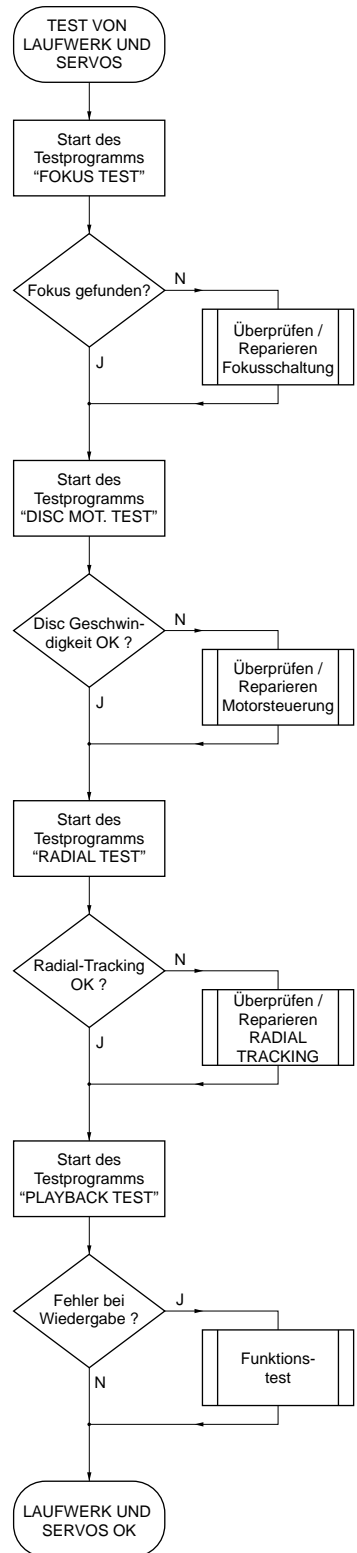 TEST VON
LAUFWERK UND
SERVOS
Start des
Testprogramms
“FOKUS TEST”
Fokus gefunden?
N
J
Überprüfen /
Reparieren
Fokusschaltung
Start des
Testprogramms
“DISC MOT. TEST”
Disc Geschwin-
digkeit OK ?
N
J
Überprüfen /
Reparieren
Motorsteuerung
Start des
Testprogramms
“RADIAL TEST”
Radial-Tracking
OK ?
N
J
Überprüfen /
Reparieren
RADIAL
TRACKING
Start des
Testprogramms
“PLAYBACK TEST”
Fehler bei
Wiedergabe ?
J
N
Funktions-
test
LAUFWERK UND
SERVOS OK